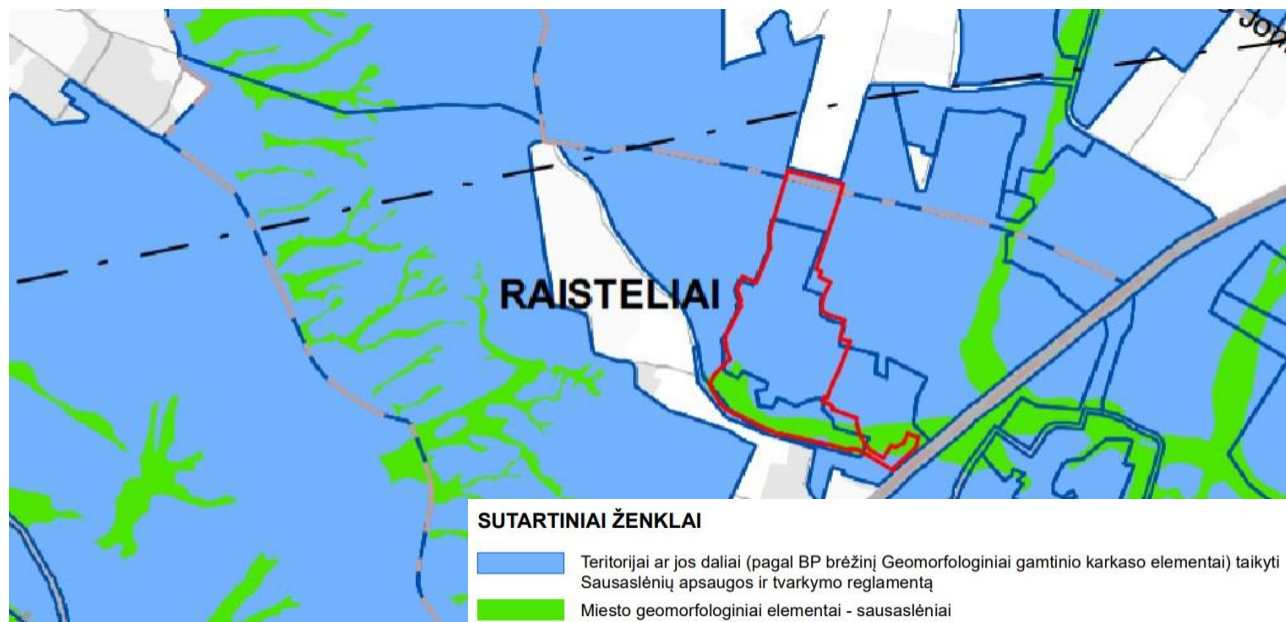 RAISTELIAI
SUTARTINIAI ŽENKLAI
Teritorijai ar jos daliai (pagal BP brėžinį Geomorfologiniai gamtinio karkaso elementai) taikyti
Sausaslėnių apsaugos ir tvarkymo reglamentą
Miesto geomorfologiniai elementai - sausaslėniai